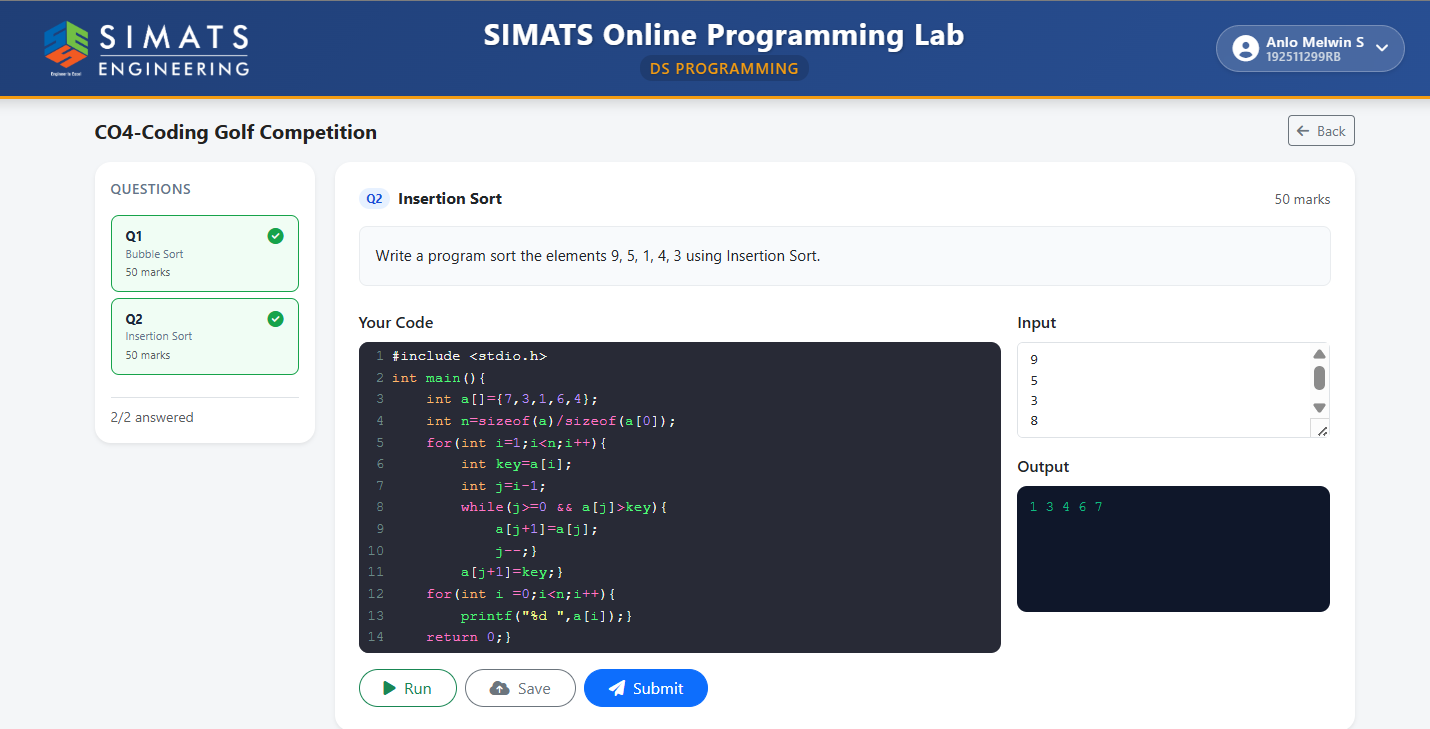 SIMATS
ENGINEERING
Engineer to Excel
SIMATS Online Programming Lab
DS PROGRAMMING
Anlo Melwin S
192511299RB
CO4-Coding Golf Competition
Back
QUESTIONS
Q1
Bubble Sort
50 marks
Q2
Insertion Sort
50 marks
2/2 answered
Q2 Insertion Sort
50 marks
Write a program sort the elements 9, 5, 1, 4, 3 using Insertion Sort.
Your Code
1 #include <stdio.h>
2 int main(){
3     int a[]={7,3,1,6,4};
4     int n=sizeof(a)/sizeof(a[0]);
5     for(int i=1;i<n;i++){
6         int key=a[i];
7         int j=i-1;
8         while(j>=0 && a[j]>key){
9             a[j+1]=a[j];
10             j--;}
11         a[j+1]=key;}
12     for(int i =0;i<n;i++){
13         printf("%d ",a[i]);}
14     return 0;}
Input
9
5
3
8
Output
1 3 4 6 7
Run
Save
Submit